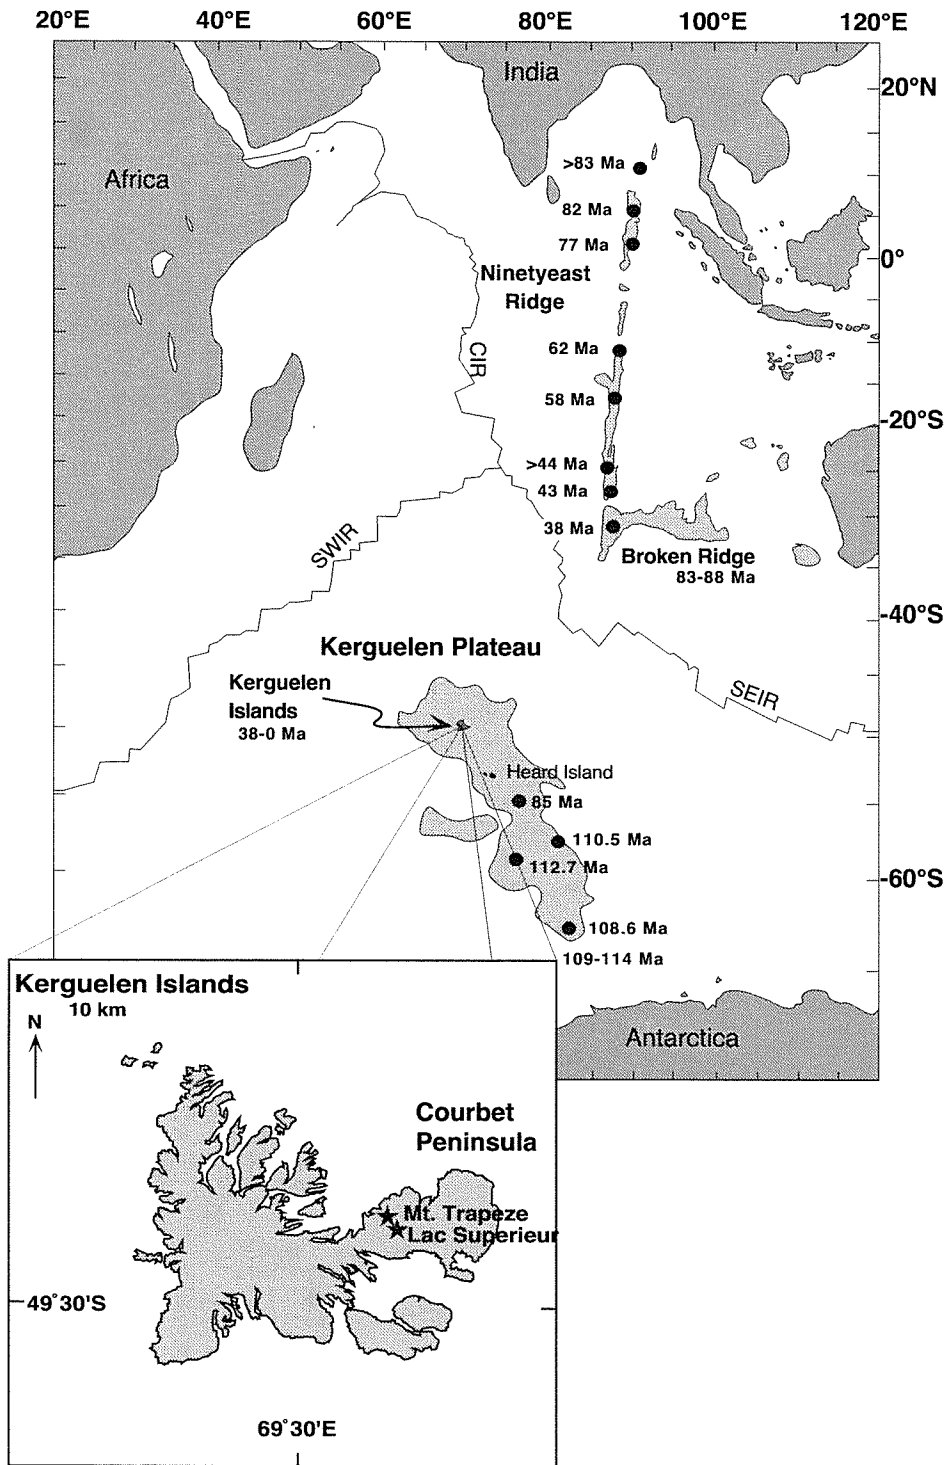 20°E 40°E 60°E 80°E 100°E 120°E
India
20°N
>83 Ma
Africa
82 Ma
77 Ma
0°
Ninetyeast
Ridge
62 Ma
CIR
58 Ma
-20°S
>44 Ma
43 Ma
38 Ma
SWIR
Broken Ridge
83-88 Ma
-40°S
Kerguelen Plateau
Kerguelen
Islands
38-0 Ma
SEIR
Heard Island
85 Ma
110.5 Ma
112.7 Ma
-60°S
108.6 Ma
109-114 Ma
Kerguelen Islands
10 km
N
Antarctica
Courbet
Peninsula
Mt. Trapeze
Lac Superieur
49°30'S
69°30'E